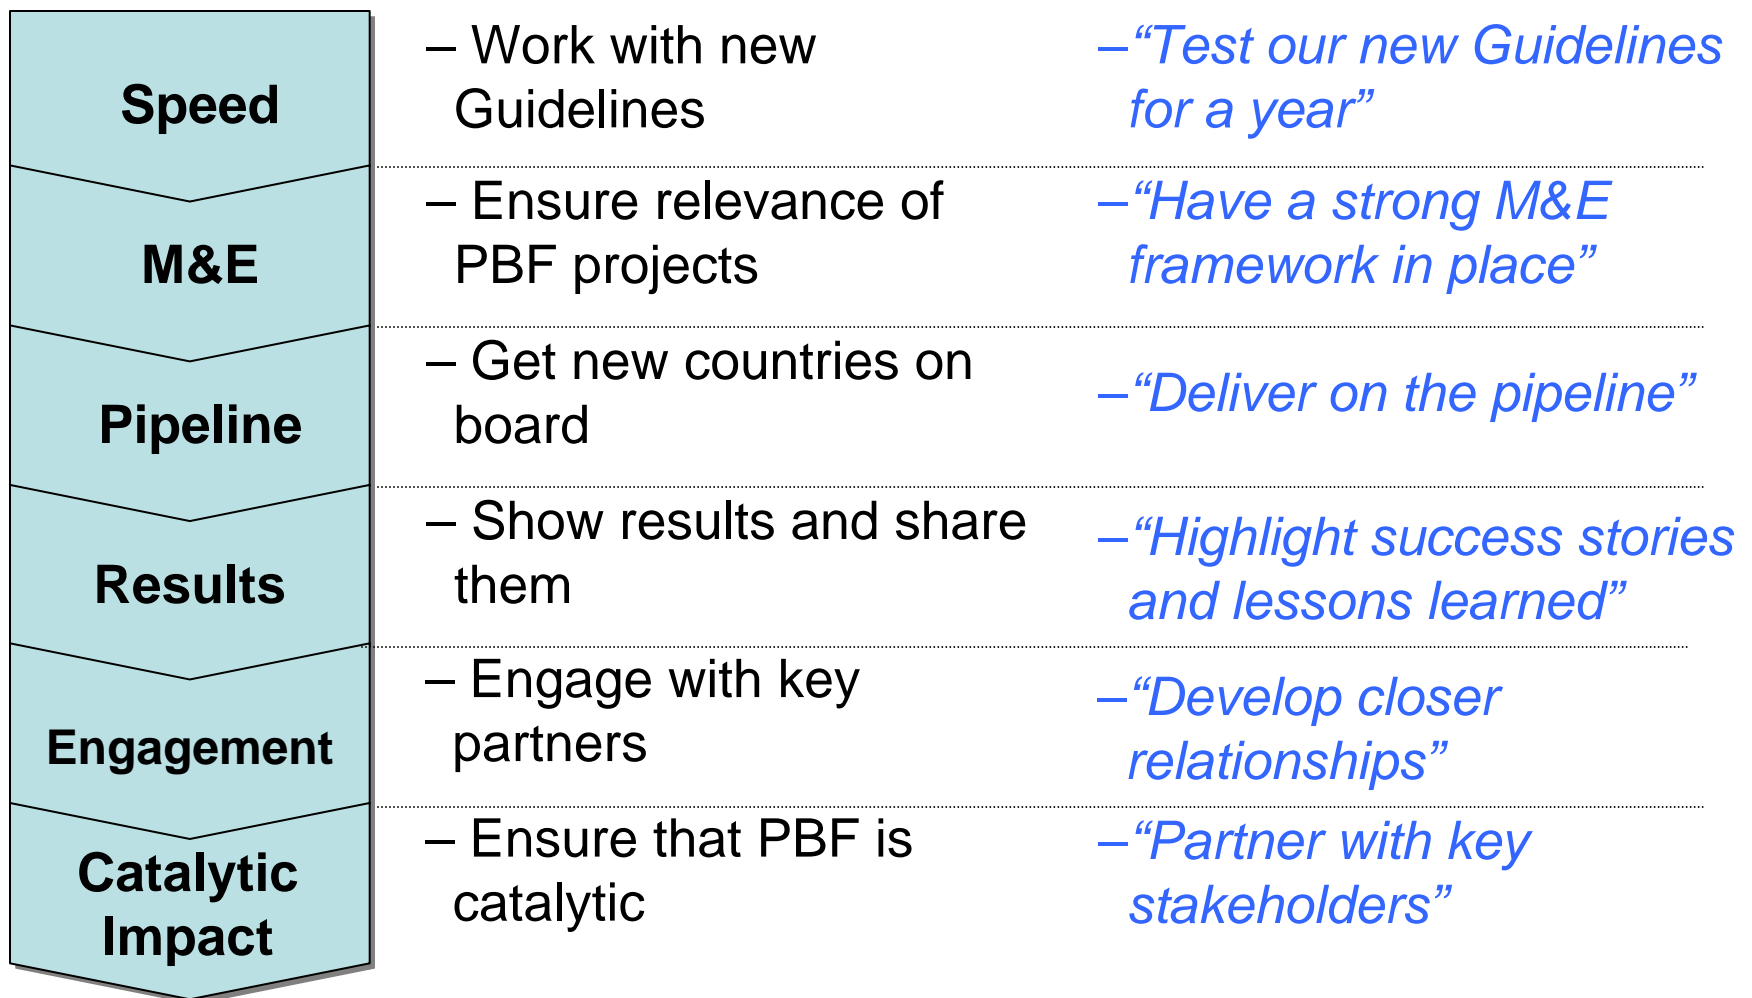 Speed
– Work with new
Guidelines
–“Test our new Guidelines
for a year”
M&E
– Ensure relevance of
PBF projects
–“Have a strong M&E
framework in place”
Pipeline
– Get new countries on
board
–“Deliver on the pipeline”
Results
– Show results and share
them
–“Highlight success stories
and lessons learned”
Engagement
– Engage with key
partners
–“Develop closer
relationships”
Catalytic
Impact
– Ensure that PBF is
catalytic
–“Partner with key
stakeholders”